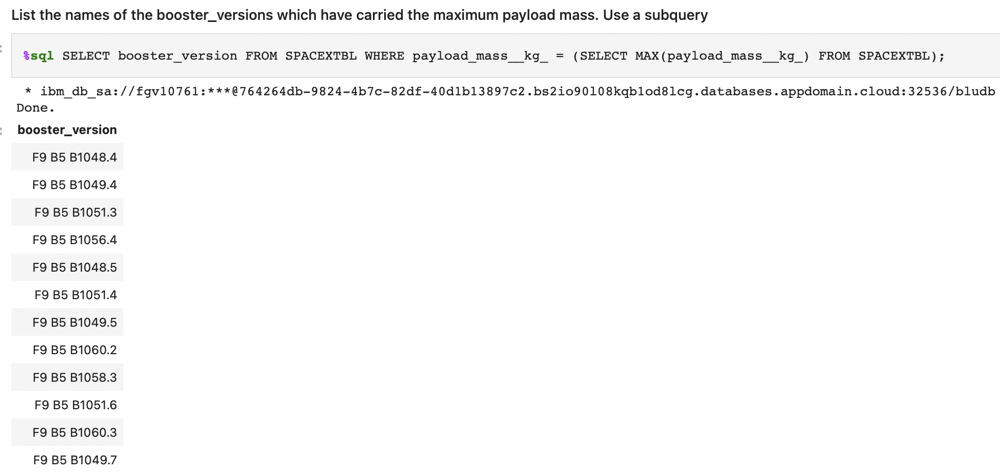 List the names of the booster_versions which have carried the maximum payload mass. Use a subquery
%sql SELECT booster_version FROM SPACEXTBL WHERE payload_mass__kg_ = (SELECT MAX(payload_mass__kg_) FROM SPACEXTBL);
* ibm_db_sa://fgv10761:***@764264db-9824-4b7c-82df-40d1b13897c2.bs2io90l08kqb1od8lcg.databases.appdomain.cloud:32536/bludb
Done.
booster_version
F9 B5 B1048.4
F9 B5 B1049.4
F9 B5 B1051.3
F9 B5 B1056.4
F9 B5 B1048.5
F9 B5 B1051.4
F9 B5 B1049.5
F9 B5 B1060.2
F9 B5 B1058.3
F9 B5 B1051.6
F9 B5 B1060.3
F9 B5 B1049.7